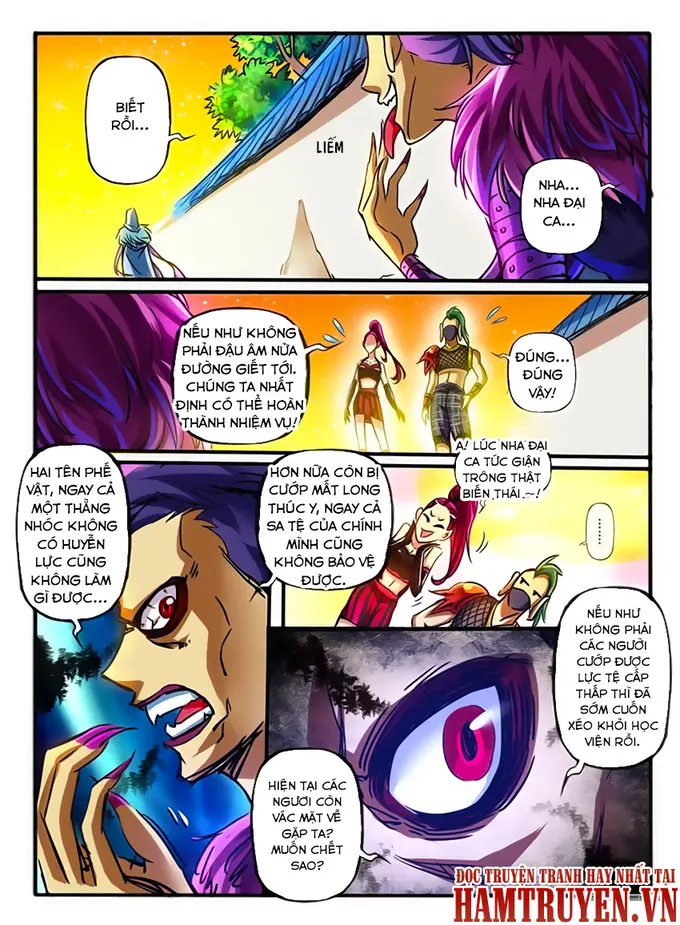 BIẾT
RỒI...
LIẾM
NHA...
NHA ĐẠI
CA...
NẾU NHƯ KHÔNG
PHẢI ĐẬU ÂM NỬA
ĐƯỜNG GIẾT TỚI.
CHÚNG TA NHẤT
ĐỊNH CÓ THỂ HOÀN
THÀNH NHIỆM VỤ!
ĐÚNG...
ĐÚNG
VẬY!
HAI TÊN PHẾ
VẬT, NGAY CẢ
MỘT THẰNG
NHÓC KHÔNG
CÓ HUYỄN
LỰC CŨNG
KHÔNG LÀM
GÌ ĐƯỢC...
HƠN NỮA CÒN BỊ
CƯỚP MẤT LONG
THÚC Y, NGAY CẢ
SA TỆ CỦA CHÍNH
MÌNH CŨNG
KHÔNG BẢO VỆ
ĐƯỢC.
A! LÚC NHA ĐẠI
CA TỨC GIẬN
TRÔNG THẬT
BIẾN THÁI .~!
......
NẾU NHƯ
KHÔNG PHẢI
CÁC NGƯỜI
CƯỚP ĐƯỢC
LỰC TỆ CẤP
THẤP THÌ ĐÃ
SỚM CUỐN
XÉO KHỎI HỌC
VIỆN RỒI.
HIỆN TẠI CÁC
NGƯƠI CÒN
VÁC MẶT VỀ
GẶP TA?
MUỐN CHẾT
SAO?
ĐỌC TRUYỆN TRANH HAY NHẤT TẠI
HAMTRUYEN.VN